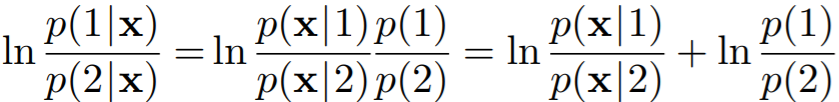 ln p(1|x)/p(2|x) = ln p(x|1)p(1)/p(x|2)p(2) = ln p(x|1)/p(x|2) + ln p(1)/p(2)